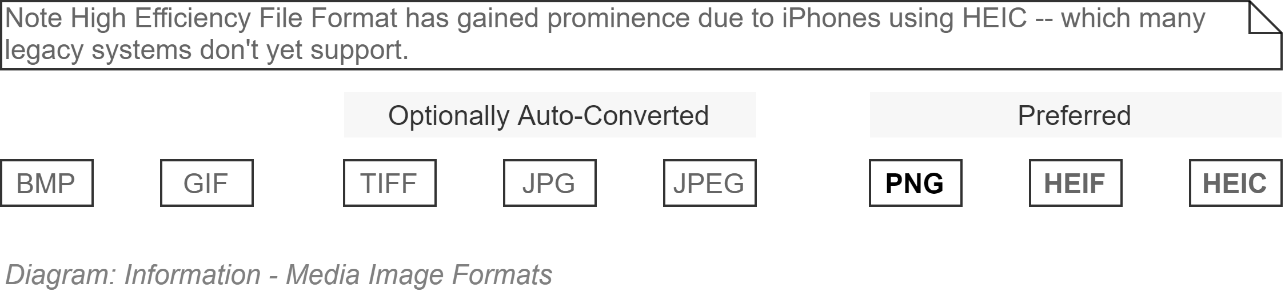 Note High Efficiency File Format has gained prominence due to iPhones using HEIC -- which many
legacy systems don't yet support.
Optionally Auto-Converted Preferred
BMP GIF TIFF JPG JPEG PNG HEIF HEIC
Diagram: Information - Media Image Formats